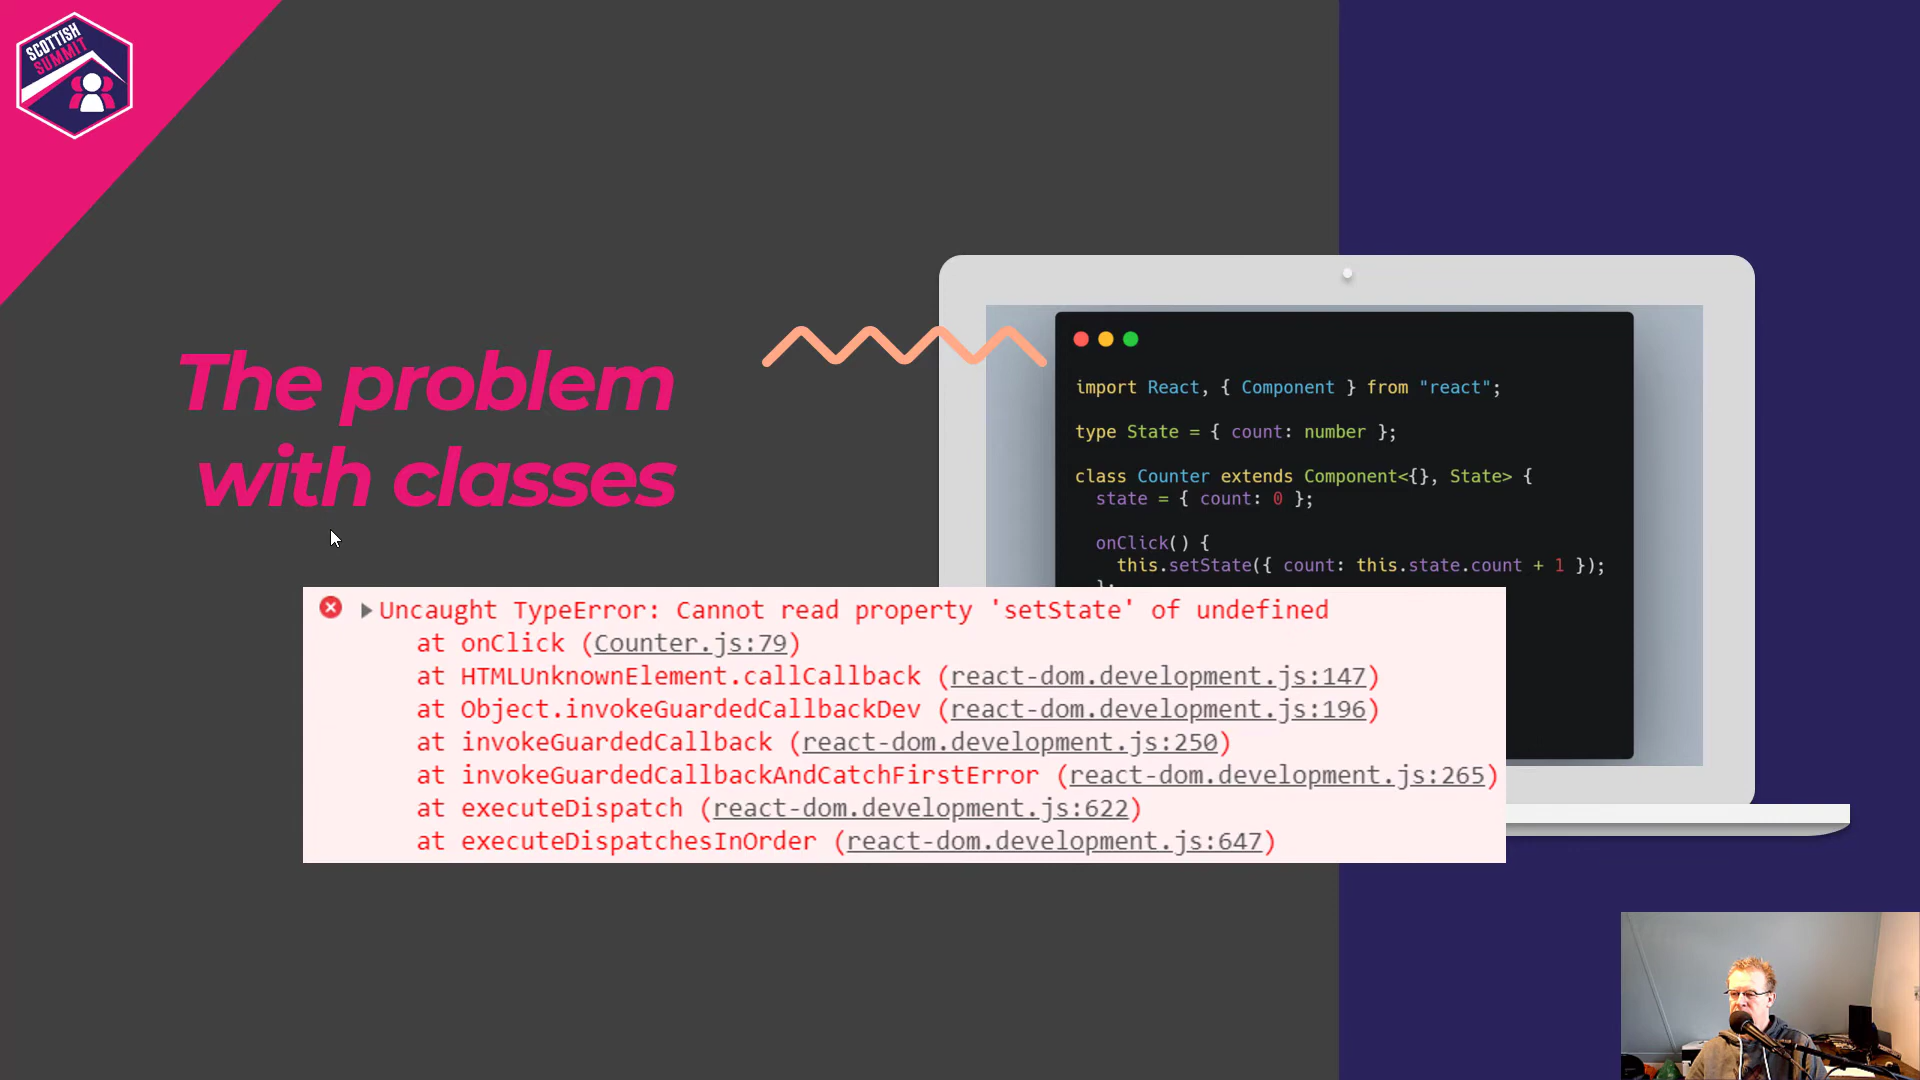 SCOTTISH
SUMMIT
The problem
with classes
import React, { Component } from "react";
type State = { count: number };
class Counter extends Component<{}, State> {
state = { count: 0 };
onClick() {
this.setState({ count: this.state.count + 1 });
Uncaught TypeError: Cannot read property 'setState' of undefined
at onClick (Counter.js:79)
at HTMLUnknownElement.callCallback (react-dom.development.js:147)
at Object.invokeGuardedCallbackDev (react-dom.development.js:196)
at invokeGuardedCallback (react-dom.development.js:250)
at invokeGuardedCallbackAndCatchFirstError (react-dom.development.js:265)
at executeDispatch (react-dom.development.js:622)
at executeDispatchesInOrder (react-dom.development.js:647)